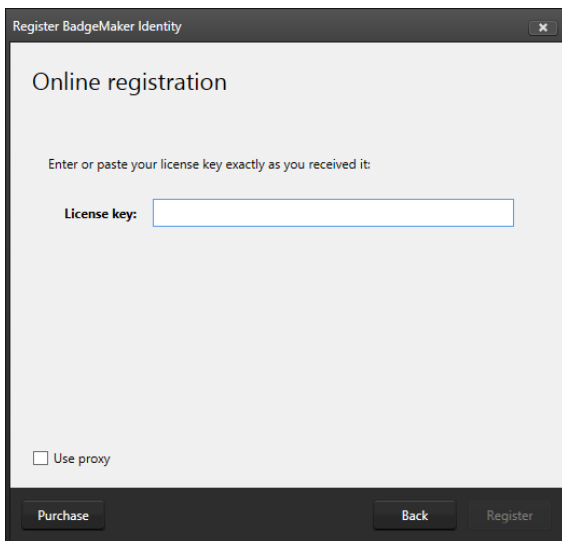 Register BadgeMaker Identity
Online registration
Enter or paste your license key exactly as you received it:
License key:
Use proxy
Purchase Back Register